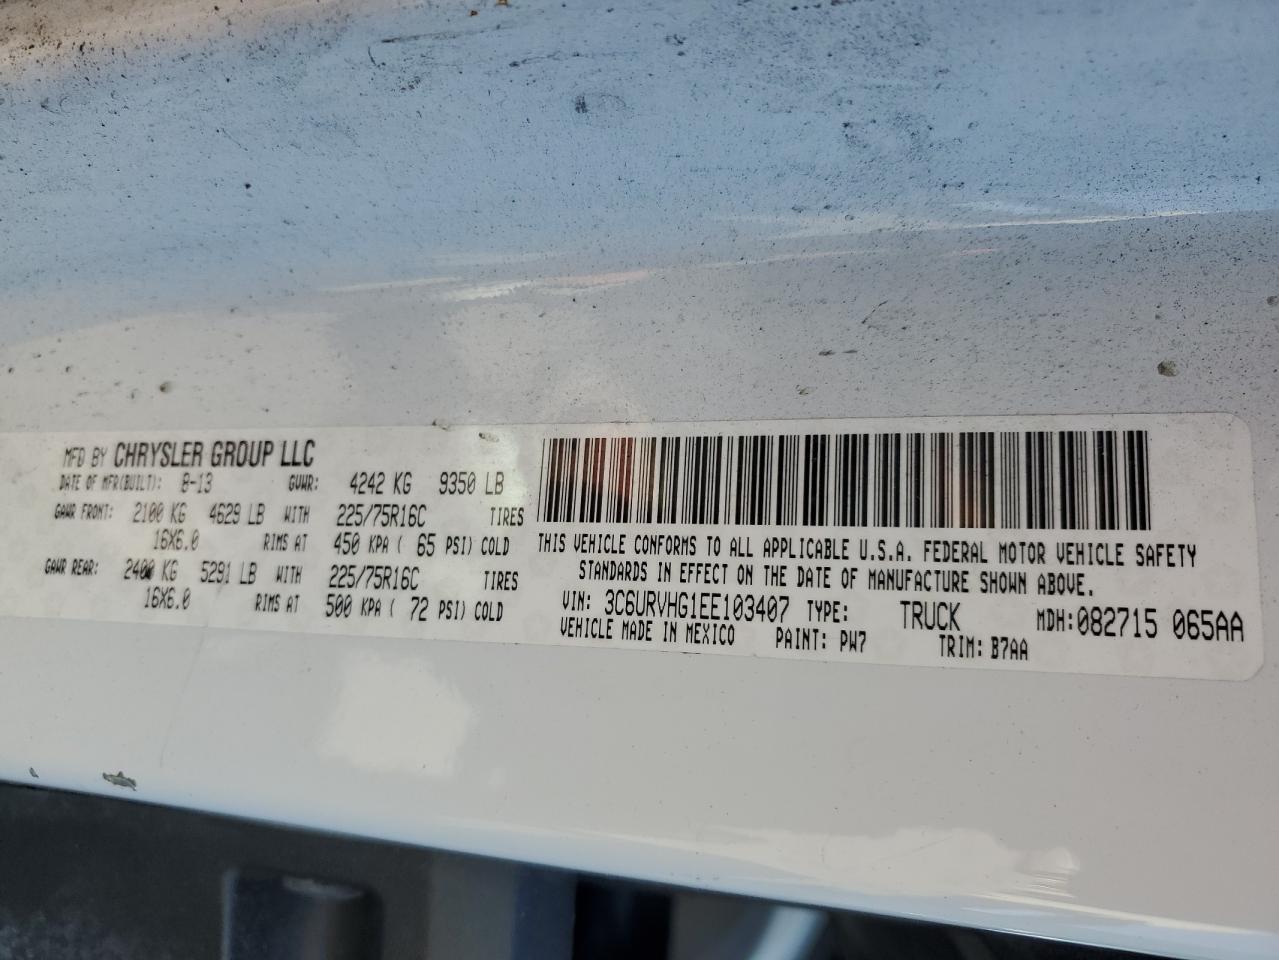 MFD BY CHRYSLER GROUP LLC
DATE OF MFR(BUILT): 8-13 GVWR: 4242 KG 9350 LB
GAWR FRONT: 2100 KG 4629 LB WITH 225/75R16C TIRES
16X6.0 RIMS AT 450 KPA ( 65 PSI) COLD
GAWR REAR: 2400 KG 5291 LB WITH 225/75R16C TIRES
16X6.0 RIMS AT 500 KPA ( 72 PSI) COLD
THIS VEHICLE CONFORMS TO ALL APPLICABLE U.S.A. FEDERAL MOTOR VEHICLE SAFETY
STANDARDS IN EFFECT ON THE DATE OF MANUFACTURE SHOWN ABOVE.
VIN: 3C6URVHG1EE103407 TYPE: TRUCK MDH:082715 065AA
VEHICLE MADE IN MEXICO PAINT: PW7 TRIM: B7AA